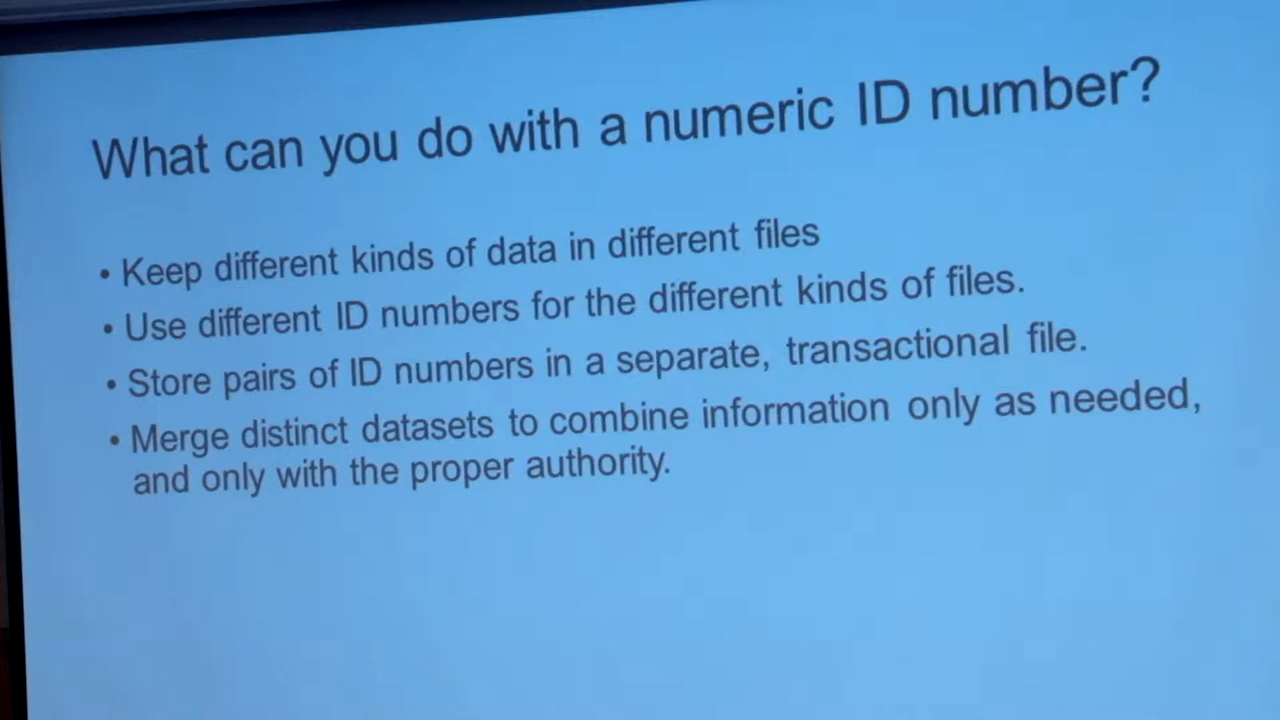 What can you do with a numeric ID number?
• Keep different kinds of data in different files
• Use different ID numbers for the different kinds of files.
• Store pairs of ID numbers in a separate, transactional file.
• Merge distinct datasets to combine information only as needed,
and only with the proper authority.